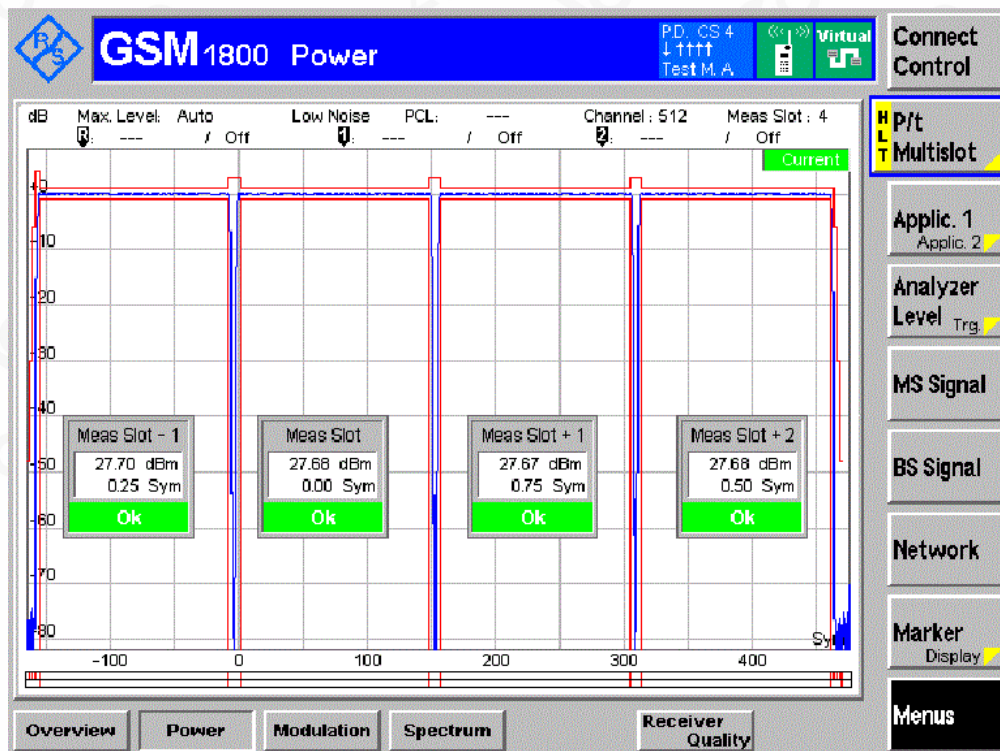 R S
GSM 1800 Power
P.D. CS 4
↓↑↑↑↑
Test M. A.
Virtual
Connect Control
dB Max. Level: Auto Low Noise PCL: --- Channel : 512 Meas Slot : 4
R: --- / Off 1: --- / Off 2: --- / Off
Current
HLT
P/t Multislot
Applic. 1
Applic. 2
Analyzer Level Trg.
MS Signal
BS Signal
Network
Marker
Display
Menus
+0
-10
-20
-30
-40
-50
-60
-70
-80
Meas Slot - 1
27.70 dBm
0.25 Sym
Ok
Meas Slot
27.68 dBm
0.00 Sym
Ok
Meas Slot + 1
27.67 dBm
0.75 Sym
Ok
Meas Slot + 2
27.68 dBm
0.50 Sym
Ok
-100 0 100 200 300 400
Overview Power Modulation Spectrum Receiver Quality